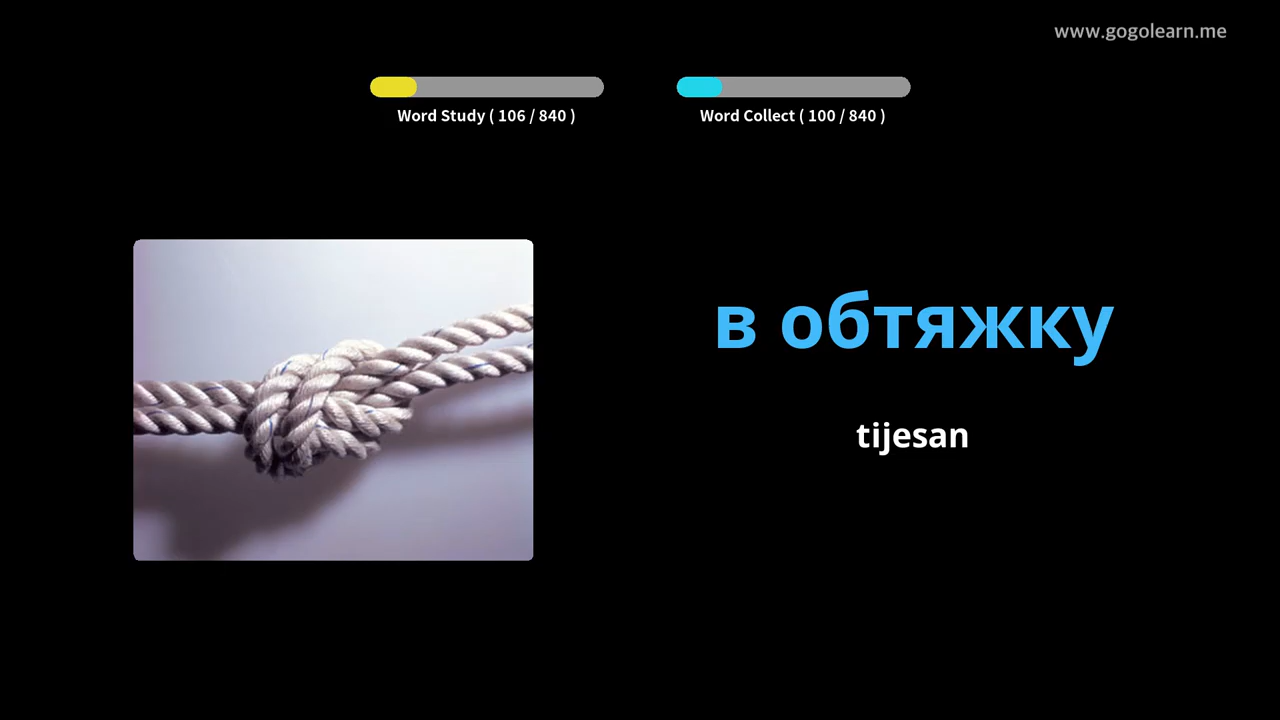 www.gogolearn.me
Word Study ( 106 / 840 )
Word Collect ( 100 / 840 )
в обтяжку
tijesan